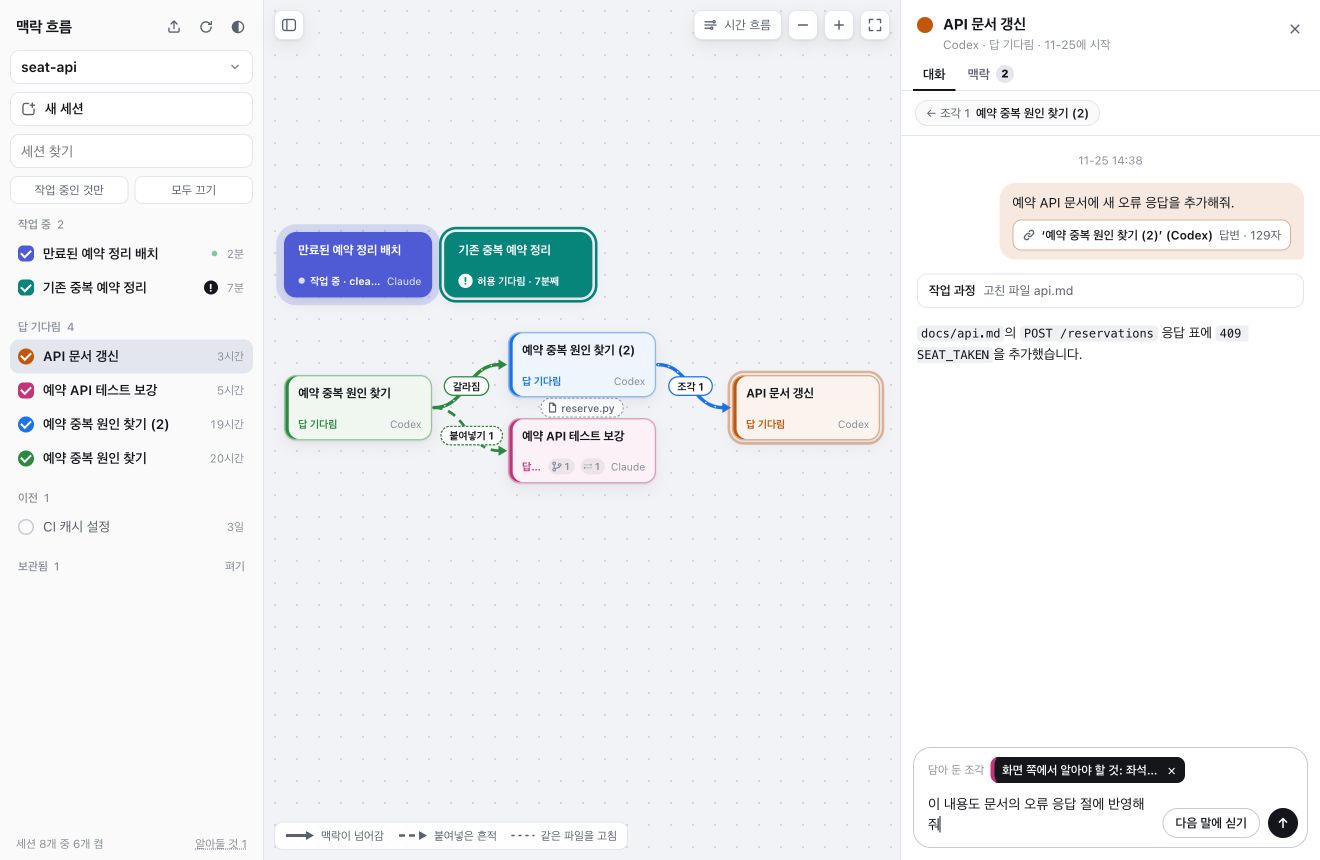 맥락 흐름
seat-api
새 세션
세션 찾기
작업 중인 것만
모두 끄기
작업 중 2
만료된 예약 정리 배치 2분
기존 중복 예약 정리 ! 7분
답 기다림 4
API 문서 갱신 3시간
예약 API 테스트 보강 5시간
예약 중복 원인 찾기 (2) 19시간
예약 중복 원인 찾기 20시간
이전 1
CI 캐시 설정 3일
보관됨 1 펴기
세션 8개 중 6개 켬 알아둘 것 1
시간 흐름
만료된 예약 정리 배치
작업 중 · clea... Claude
기존 중복 예약 정리
! 허용 기다림 · 7분째
예약 중복 원인 찾기 (2)
답 기다림 Codex
갈라짐
조각 1
예약 중복 원인 찾기
답 기다림 Codex
reserve.py
API 문서 갱신
답 기다림 Codex
붙여넣기 1
예약 API 테스트 보강
답... 1 1 Claude
맥락이 넘어감 붙여넣은 흔적 같은 파일을 고침
API 문서 갱신
Codex · 답 기다림 · 11-25에 시작
대화 맥락 2
← 조각 1 예약 중복 원인 찾기 (2)
11-25 14:38
예약 API 문서에 새 오류 응답을 추가해줘.
‘예약 중복 원인 찾기 (2)’ (Codex) 답변 · 129자
작업 과정 고친 파일 api.md
docs/api.md 의 POST /reservations 응답 표에 409
SEAT_TAKEN 을 추가했습니다.
담아 둔 조각 화면 쪽에서 알아야 할 것: 좌석... ×
이 내용도 문서의 오류 응답 절에 반영해
줘
다음 말에 싣기